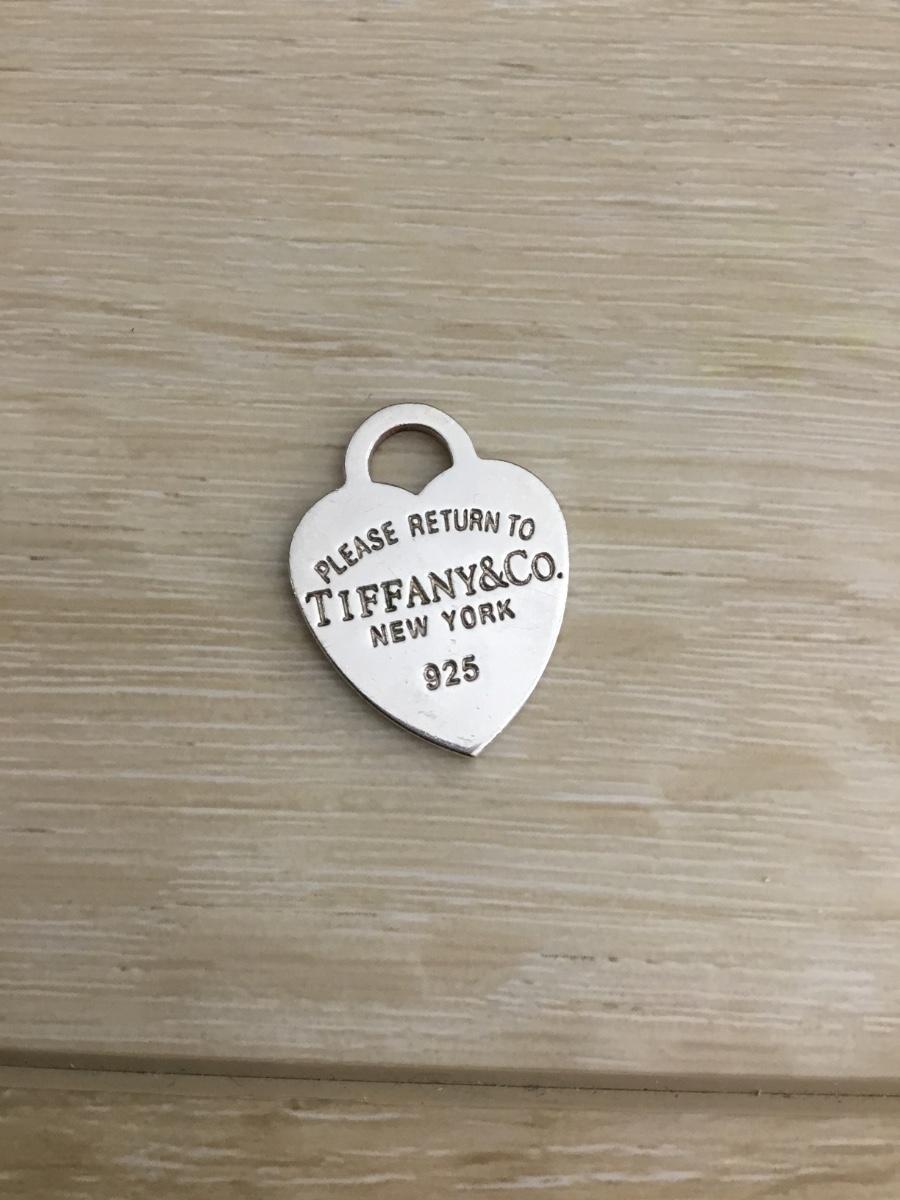 PLEASE RETURN TO
TIFFANY&CO.
NEW YORK
925